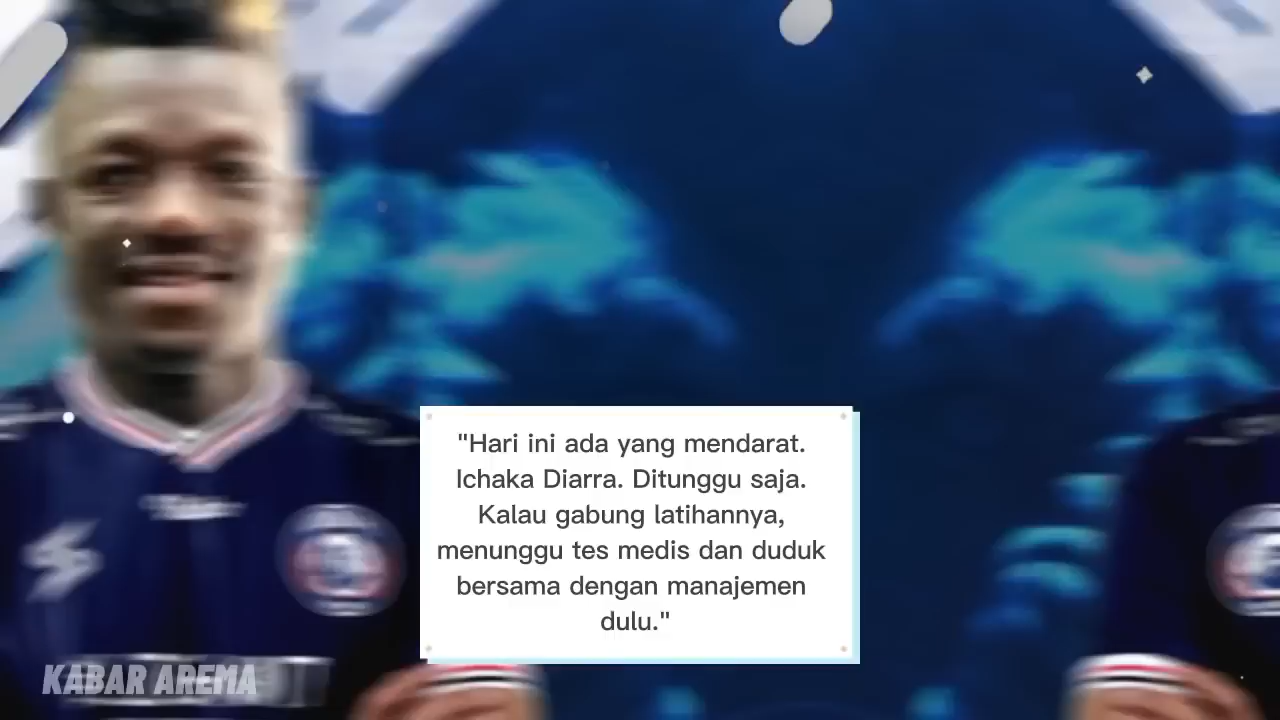 "Hari ini ada yang mendarat.
Ichaka Diarra. Ditunggu saja.
Kalau gabung latihannya,
menunggu tes medis dan duduk
bersama dengan manajemen
dulu."
KABAR AREMA